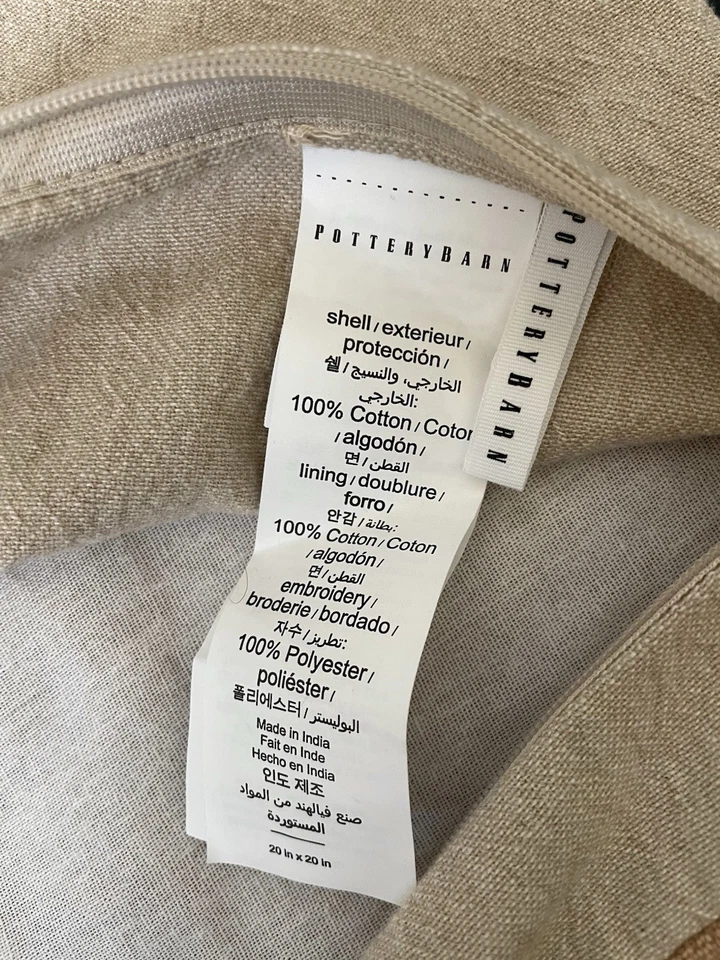 POTTERYBARN
shell / exterieur /
protección /
쉘 / الخارجي، والنسيج
الخارجي:
100% Cotton / Coton
/ algodón /
면 / القطن
lining / doublure /
forro /
안감 / بطانة:
100% Cotton / Coton
/ algodón /
면 / القطن
embroidery /
broderie / bordado /
자수 / تطريز:
100% Polyester /
poliéster /
폴리에스터 / البوليستر
Made in India
Fait en Inde
Hecho en India
인도 제조
صنع فيالهند من المواد
المستوردة
20 in x 20 in
POTTERYBARN